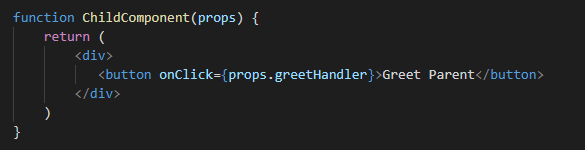 function ChildComponent(props) {
    return (
        <div>
           <button onClick={props.greetHandler}>Greet Parent</button>
        </div>
    )
}